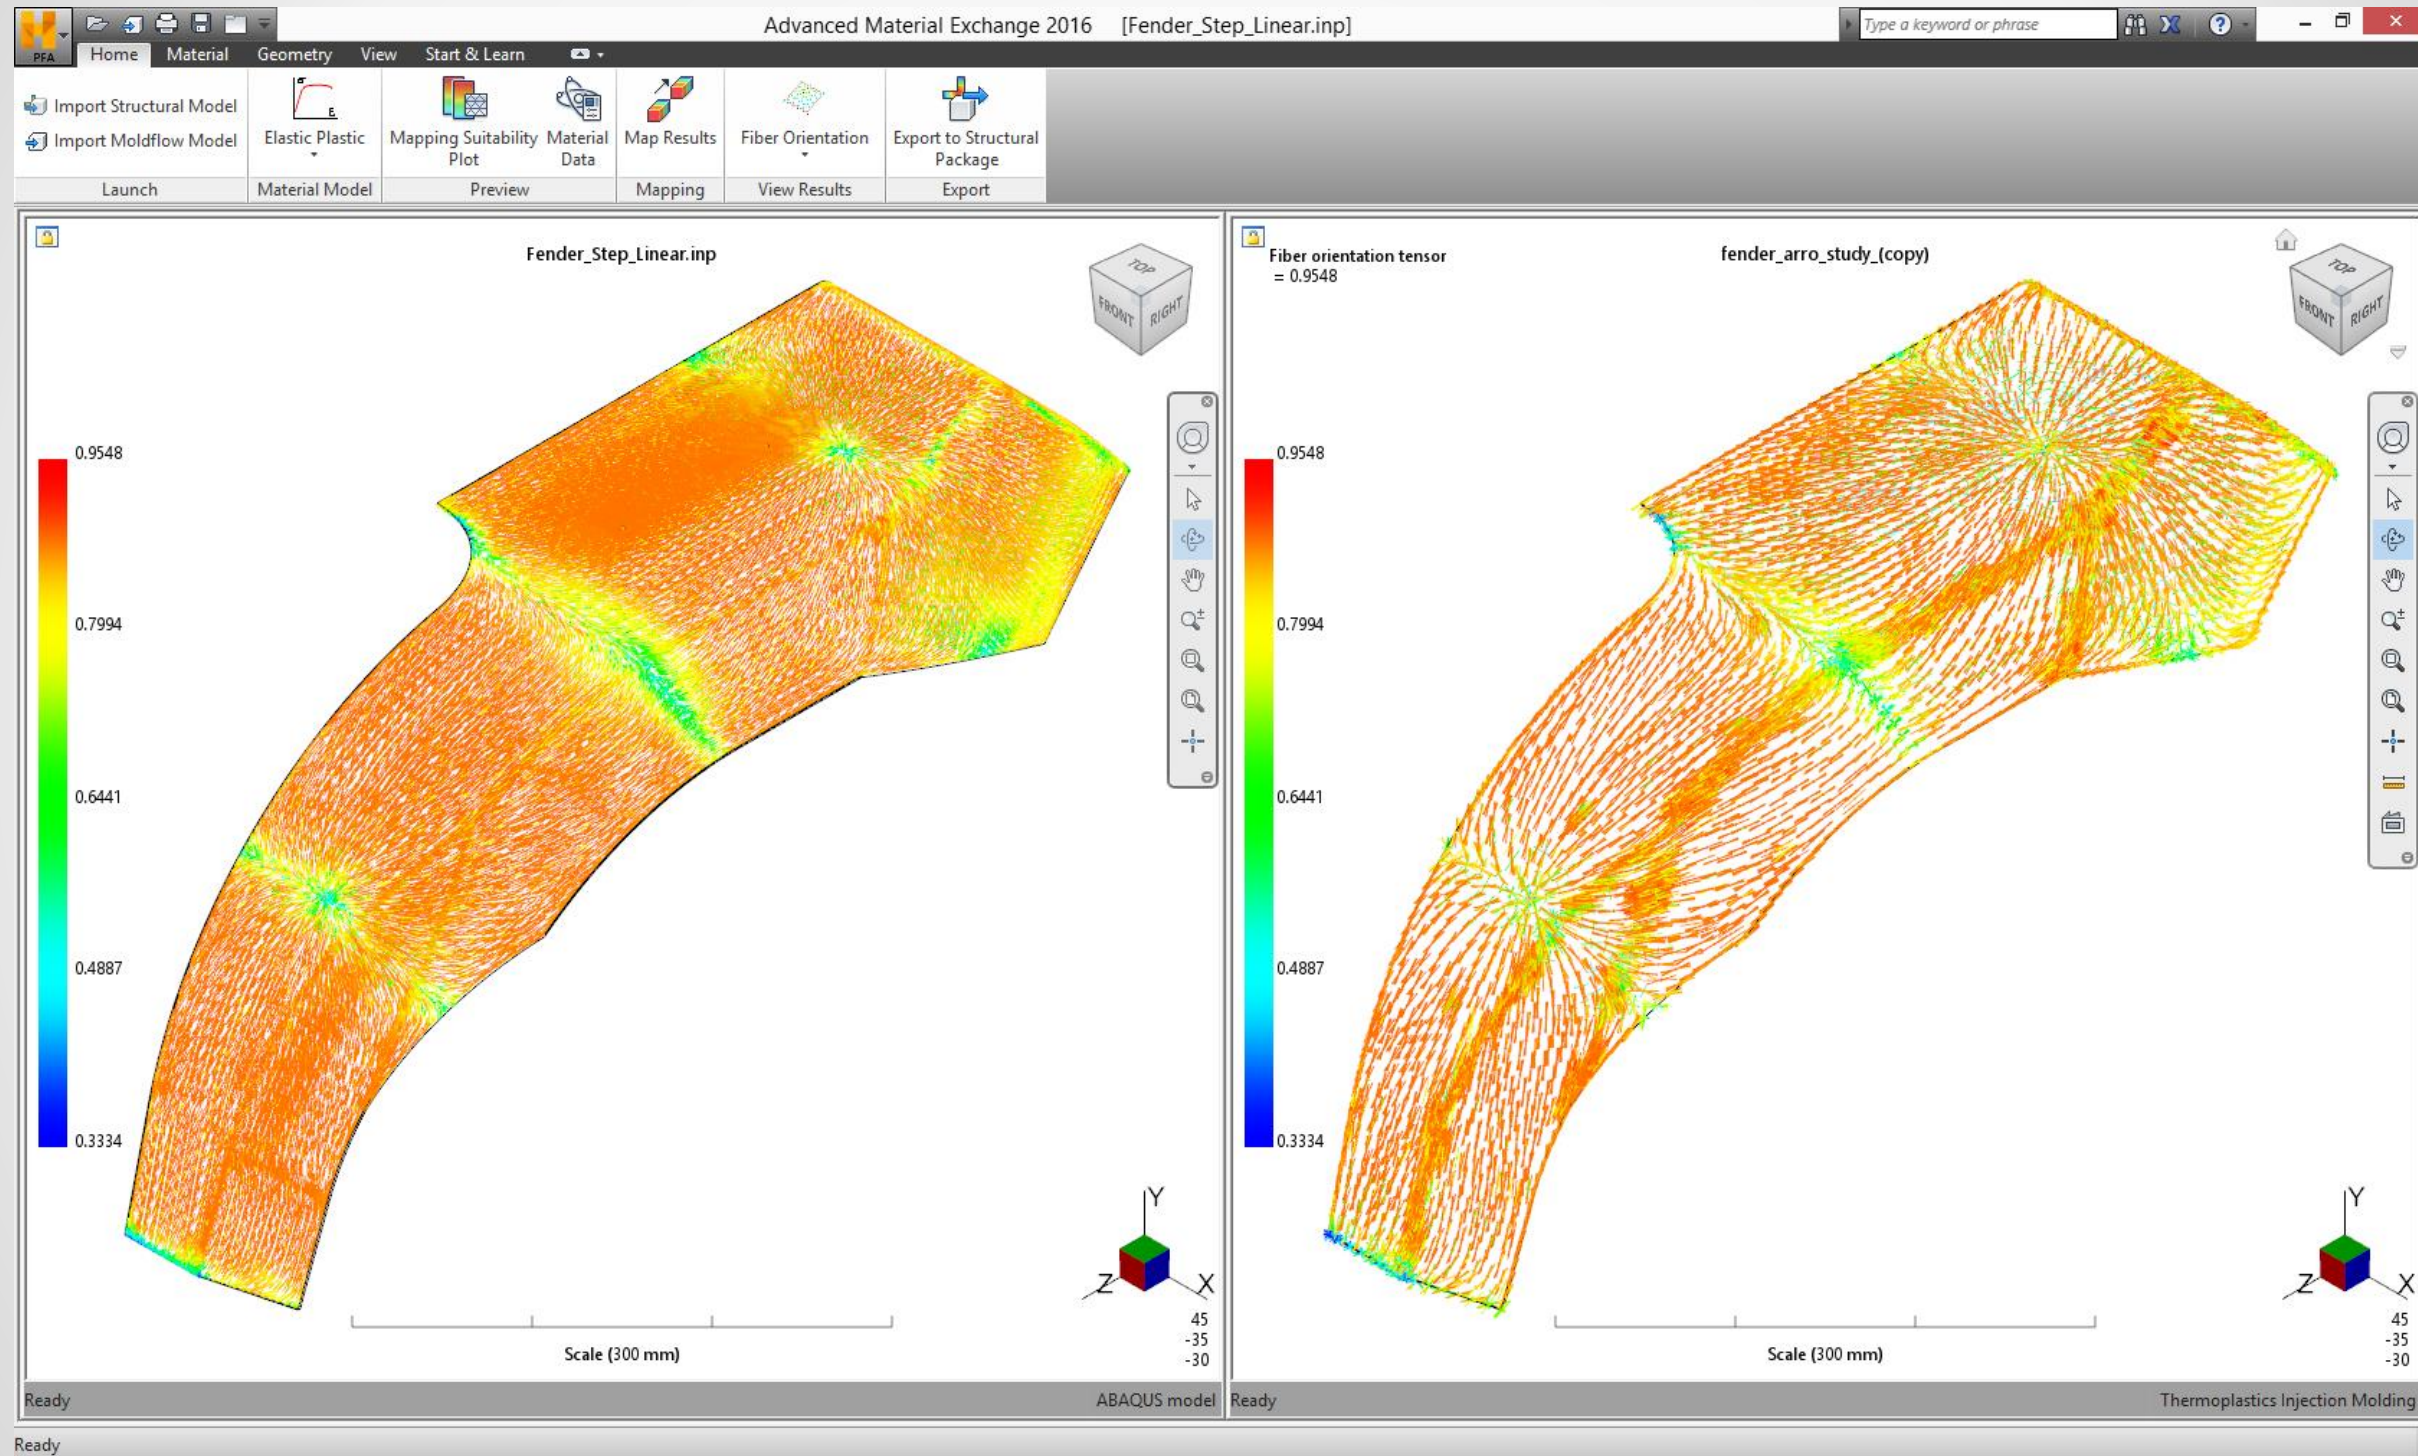 Advanced Material Exchange 2016 [Fender_Step_Linear.inp]
Type a keyword or phrase
PFA
Home Material Geometry View Start & Learn
Import Structural Model
Import Moldflow Model
Launch
σ
E
Elastic Plastic
Material Model
Mapping Suitability
Plot
Material
Data
Preview
Map Results
Mapping
Fiber Orientation
View Results
Export to Structural
Package
Export
Fender_Step_Linear.inp
TOP
FRONT
RIGHT
0.9548
0.7994
0.6441
0.4887
0.3334
Y
Z
X
45
-35
-30
Scale (300 mm)
Ready
ABAQUS model
Fiber orientation tensor
= 0.9548
fender_arro_study_(copy)
TOP
FRONT
RIGHT
0.9548
0.7994
0.6441
0.4887
0.3334
Y
Z
X
45
-35
-30
Scale (300 mm)
Ready
Thermoplastics Injection Molding
Ready